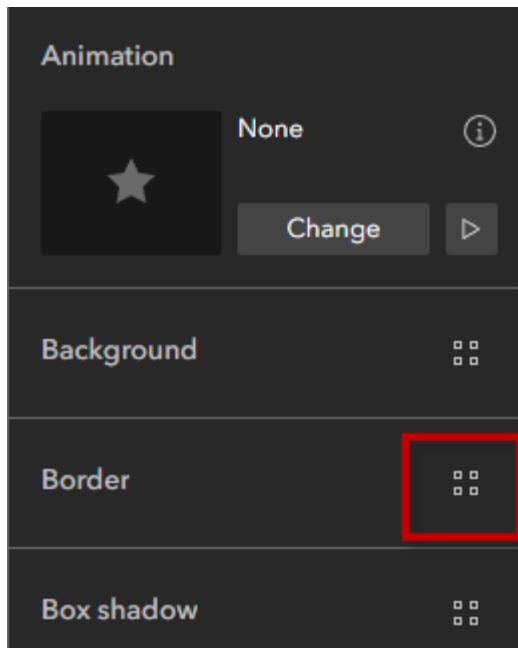 Animation
None
Change
Background
Border
Box shadow